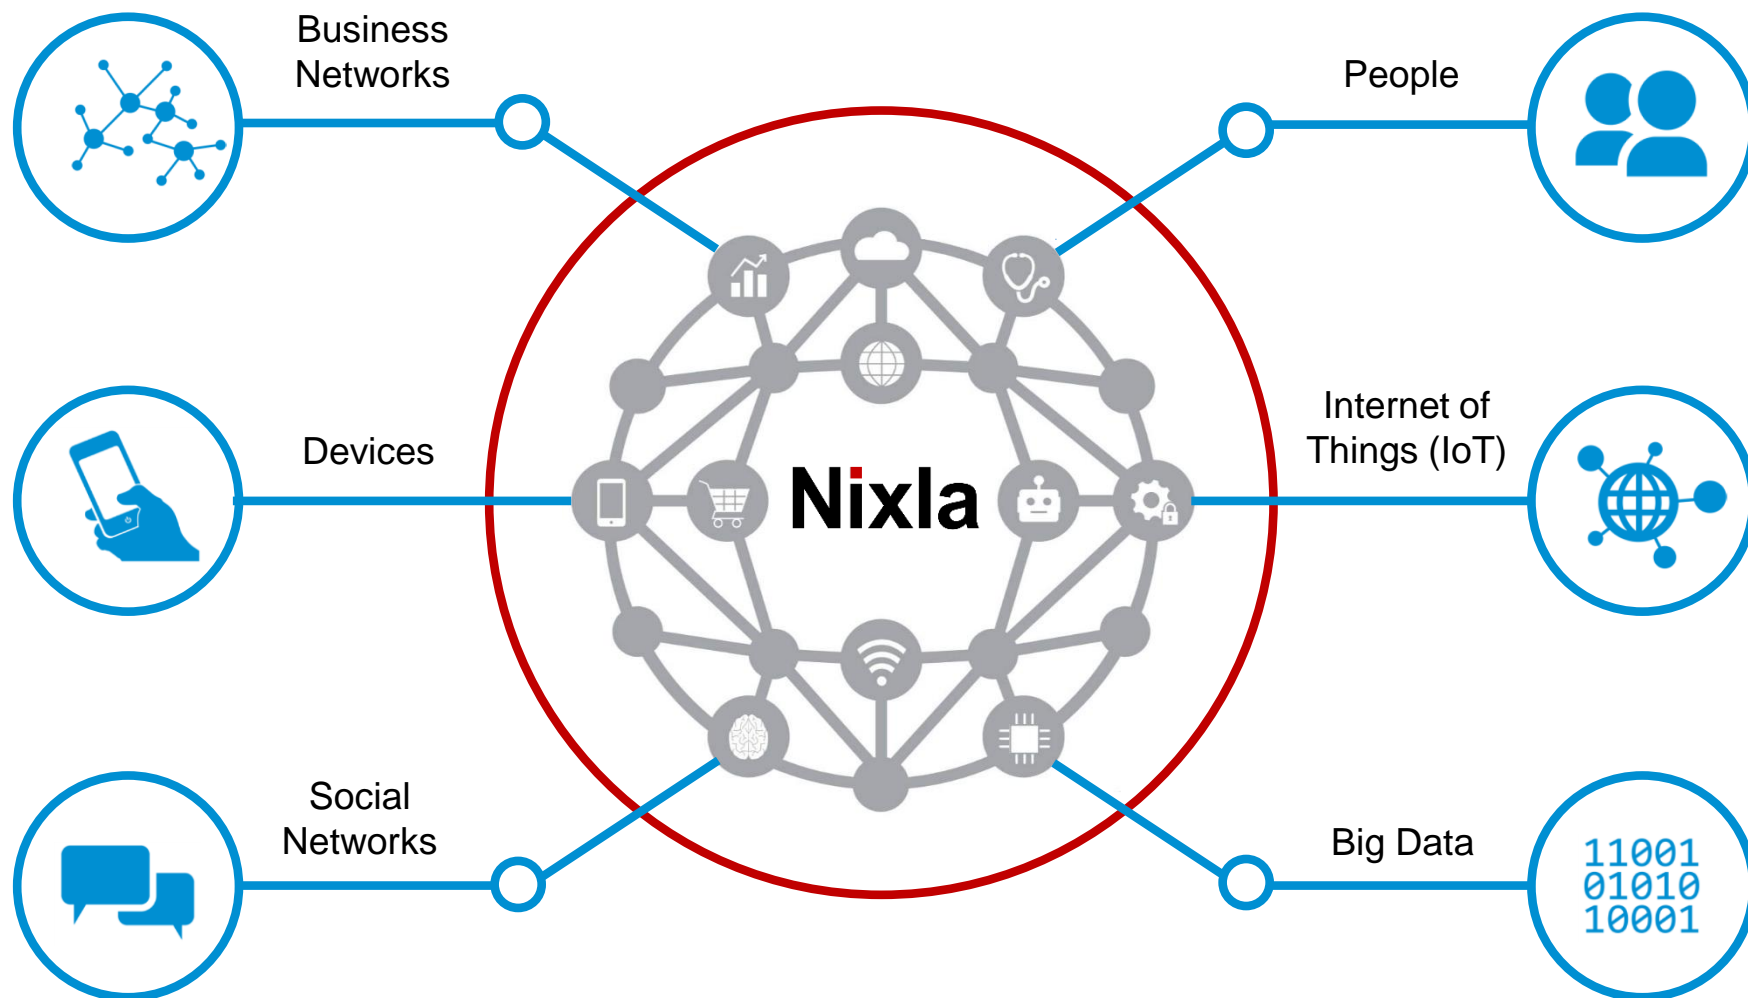 Business
Networks
People
Devices
Internet of
Things (IoT)
Nixla
Social
Networks
Big Data
11001
01010
10001